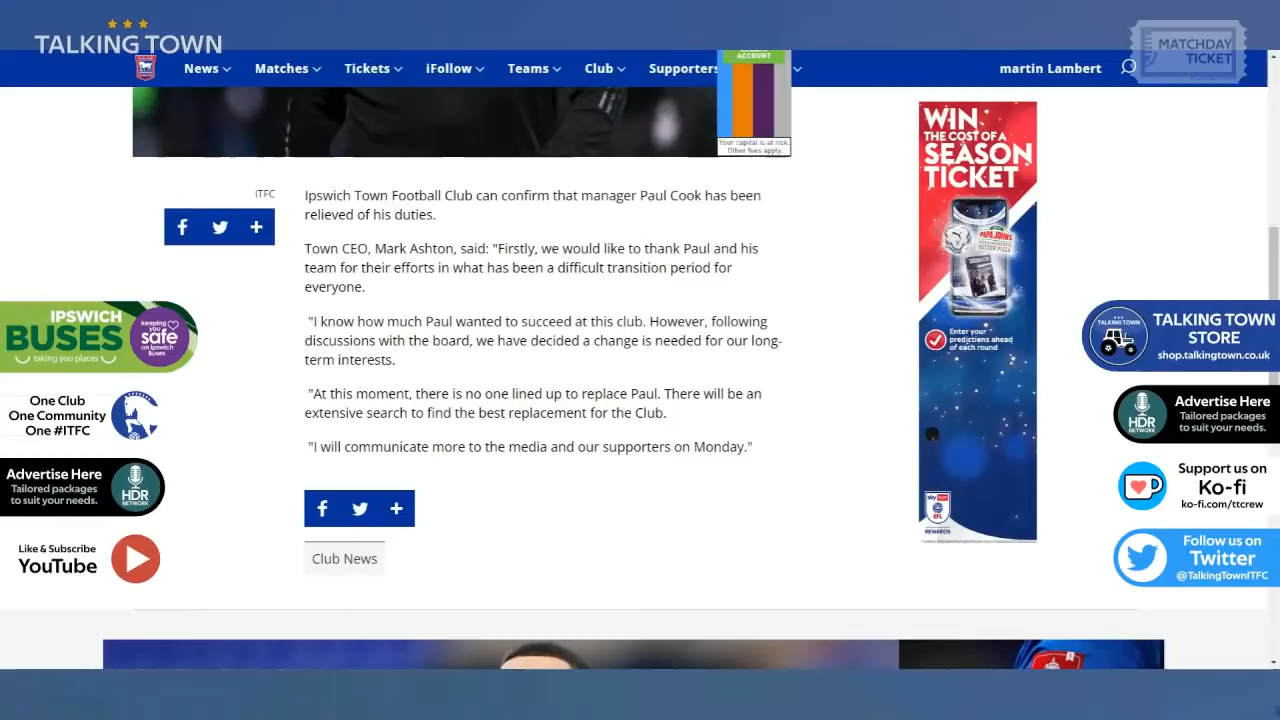 TALKING TOWN
MATCHDAY
TICKET
News
Matches
Tickets
iFollow
Teams
Club
Supporters
martin Lambert
ACCOUNT
Your capital is at risk.
Other fees apply.
ITFC
Ipswich Town Football Club can confirm that manager Paul Cook has been
relieved of his duties.
Town CEO, Mark Ashton, said: "Firstly, we would like to thank Paul and his
team for their efforts in what has been a difficult transition period for
everyone.
"I know how much Paul wanted to succeed at this club. However, following
discussions with the board, we have decided a change is needed for our long-
term interests.
"At this moment, there is no one lined up to replace Paul. There will be an
extensive search to find the best replacement for the Club.
"I will communicate more to the media and our supporters on Monday."
Club News
WIN
THE COST OF A
SEASON
TICKET
PAPA JOHNS
Enter your
predictions ahead
of each round
sky bet
EFL
REWARDS
IPSWICH
BUSES
taking you places
keeping
you
safe
on Ipswich
Buses
One Club
One Community
One #ITFC
Advertise Here
Tailored packages
to suit your needs.
HDR
NETWORK
Like & Subscribe
YouTube
TALKING TOWN
TALKING TOWN
STORE
shop.talkingtown.co.uk
HDR
NETWORK
Advertise Here
Tailored packages
to suit your needs.
Support us on
Ko-fi
ko-fi.com/ttcrew
Follow us on
Twitter
@TalkingTownITFC